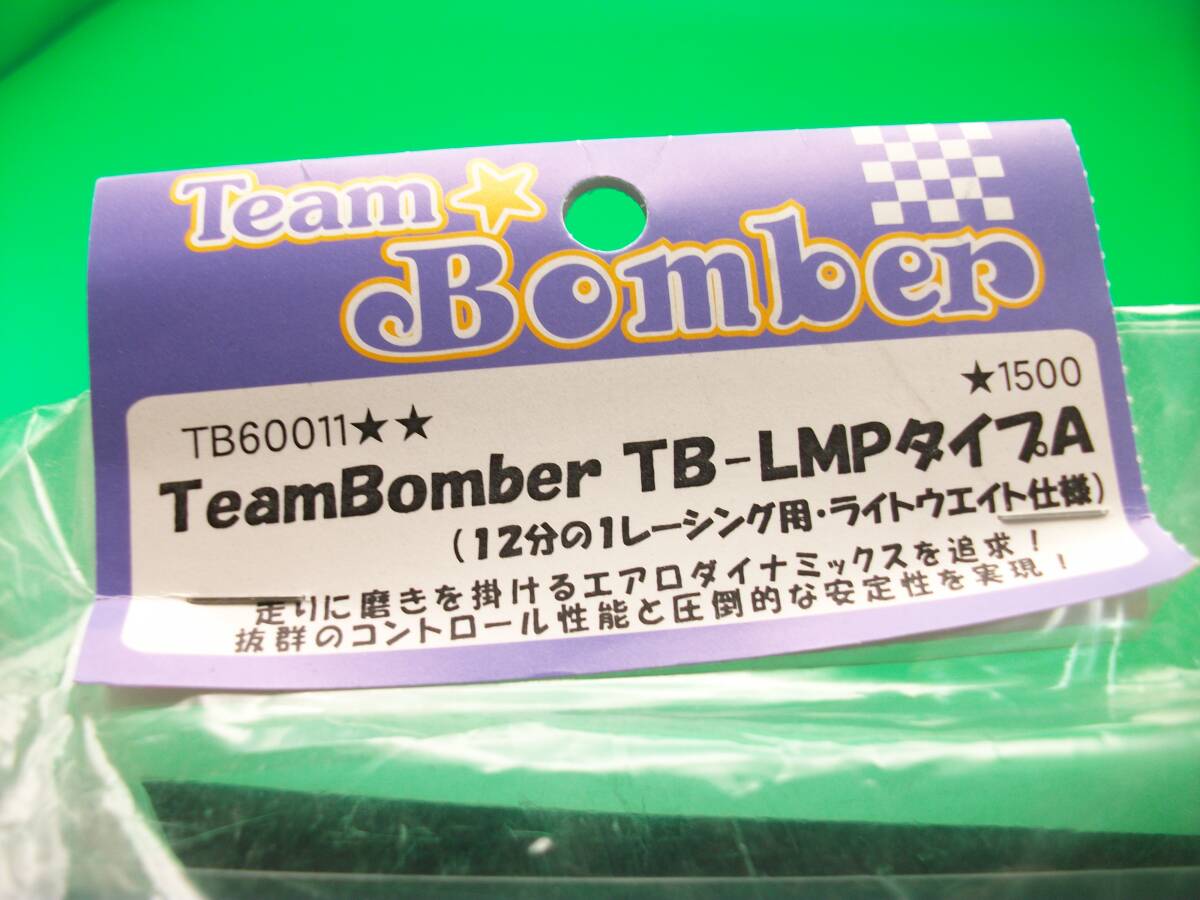 Team★
Bomber
TB60011★★
★1500
TeamBomber TB-LMPタイプA
(12分の1レーシング用・ライトウエイト仕様)
走りに磨きを掛けるエアロダイナミックスを追求!
抜群のコントロール性能と圧倒的な安定性を実現!